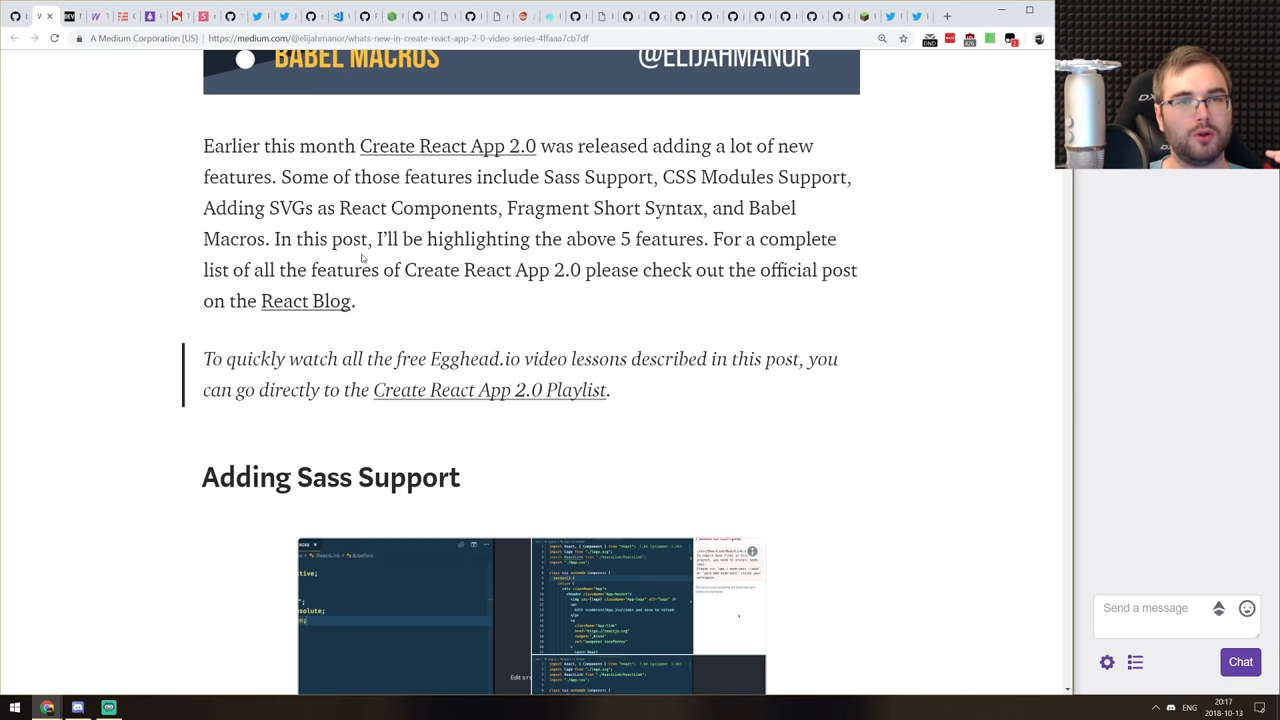 A Medium Corporation [US]
https://medium.com/@elijahmanor/whats-new-in-create-react-app-2-0-video-series-4ffaaa7cb7df
BABEL MACROS
@ELIJAHMANOR
Earlier this month Create React App 2.0 was released adding a lot of new
features. Some of those features include Sass Support, CSS Modules Support,
Adding SVGs as React Components, Fragment Short Syntax, and Babel
Macros. In this post, I’ll be highlighting the above 5 features. For a complete
list of all the features of Create React App 2.0 please check out the official post
on the React Blog.
To quickly watch all the free Egghead.io video lessons described in this post, you
can go directly to the Create React App 2.0 Playlist.
Adding Sass Support
Send a message
Chat
ENG
20:17
2018-10-13